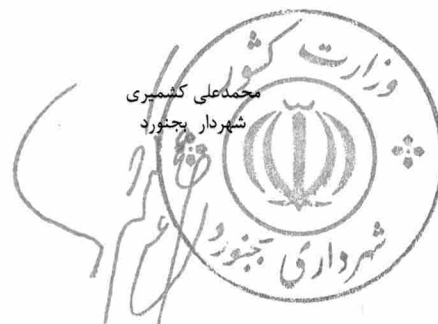 محمدعلی کشمیری
شهردار بجنورد
وزارت کشور
شهرداری بجنورد